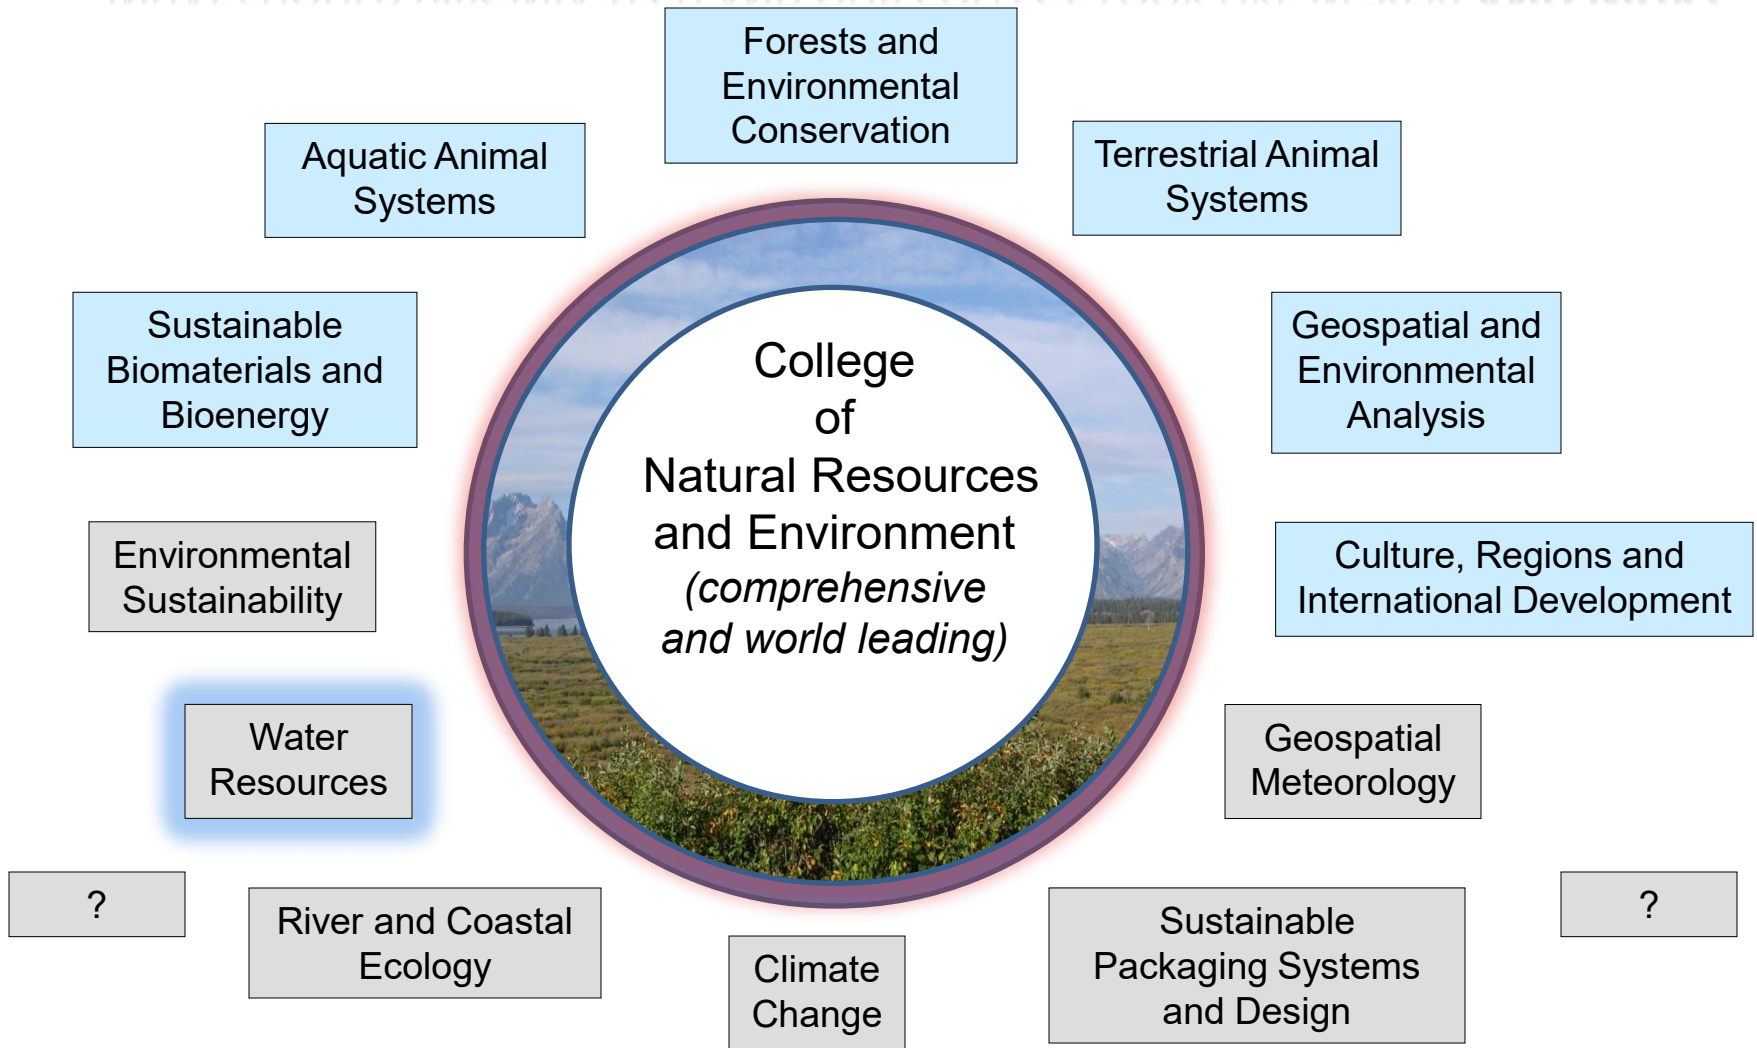 Forests and
Environmental
Conservation
Aquatic Animal
Systems
Terrestrial Animal
Systems
Sustainable
Biomaterials and
Bioenergy
Geospatial and
Environmental
Analysis
College
of
Natural Resources
and Environment
(comprehensive
and world leading)
Environmental
Sustainability
Culture, Regions and
International Development
Water
Resources
Geospatial
Meteorology
?
River and Coastal
Ecology
Climate
Change
Sustainable
Packaging Systems
and Design
?